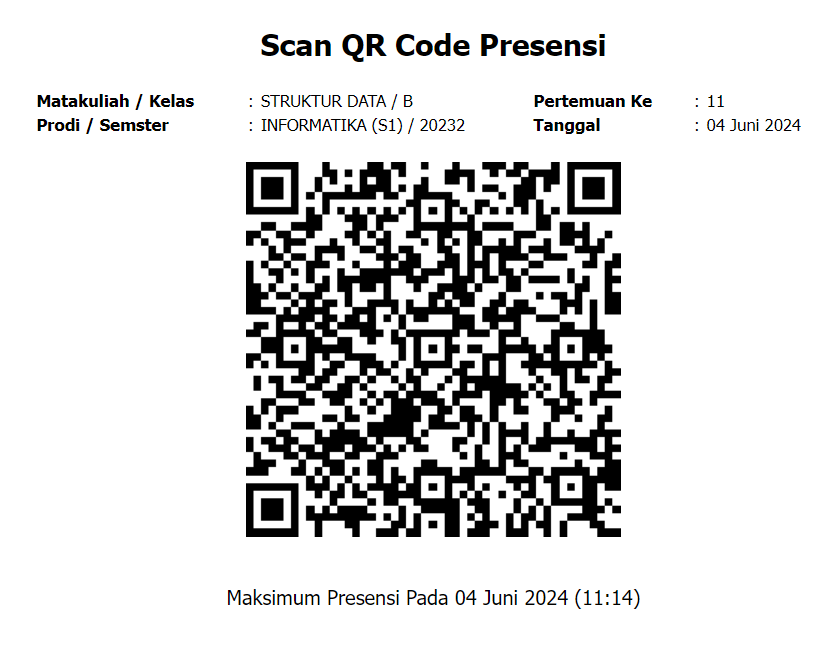 Scan QR Code Presensi
Matakuliah / Kelas : STRUKTUR DATA / B Pertemuan Ke : 11
Prodi / Semster : INFORMATIKA (S1) / 20232 Tanggal : 04 Juni 2024
Maksimum Presensi Pada 04 Juni 2024 (11:14)